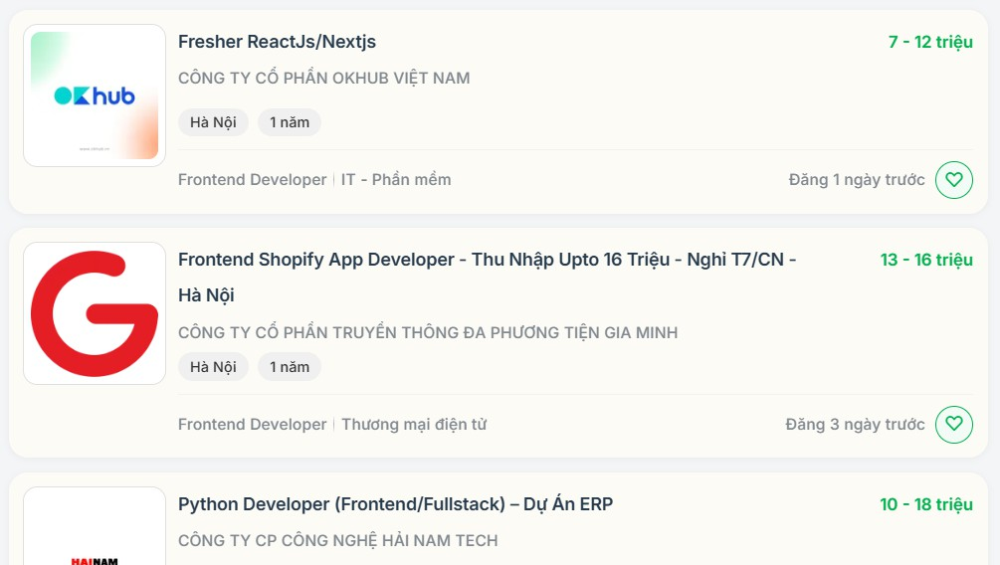 OKhub
Fresher ReactJs/Nextjs
7 - 12 triệu
CÔNG TY CỔ PHẦN OKHUB VIỆT NAM
Hà Nội
1 năm
Frontend Developer
IT - Phần mềm
Đăng 1 ngày trước
Frontend Shopify App Developer - Thu Nhập Upto 16 Triệu - Nghỉ T7/CN -
Hà Nội
13 - 16 triệu
CÔNG TY CỔ PHẦN TRUYỀN THÔNG ĐA PHƯƠNG TIỆN GIA MINH
Hà Nội
1 năm
Frontend Developer
Thương mại điện tử
Đăng 3 ngày trước
HAINAM
Python Developer (Frontend/Fullstack) – Dự Án ERP
10 - 18 triệu
CÔNG TY CP CÔNG NGHỆ HẢI NAM TECH